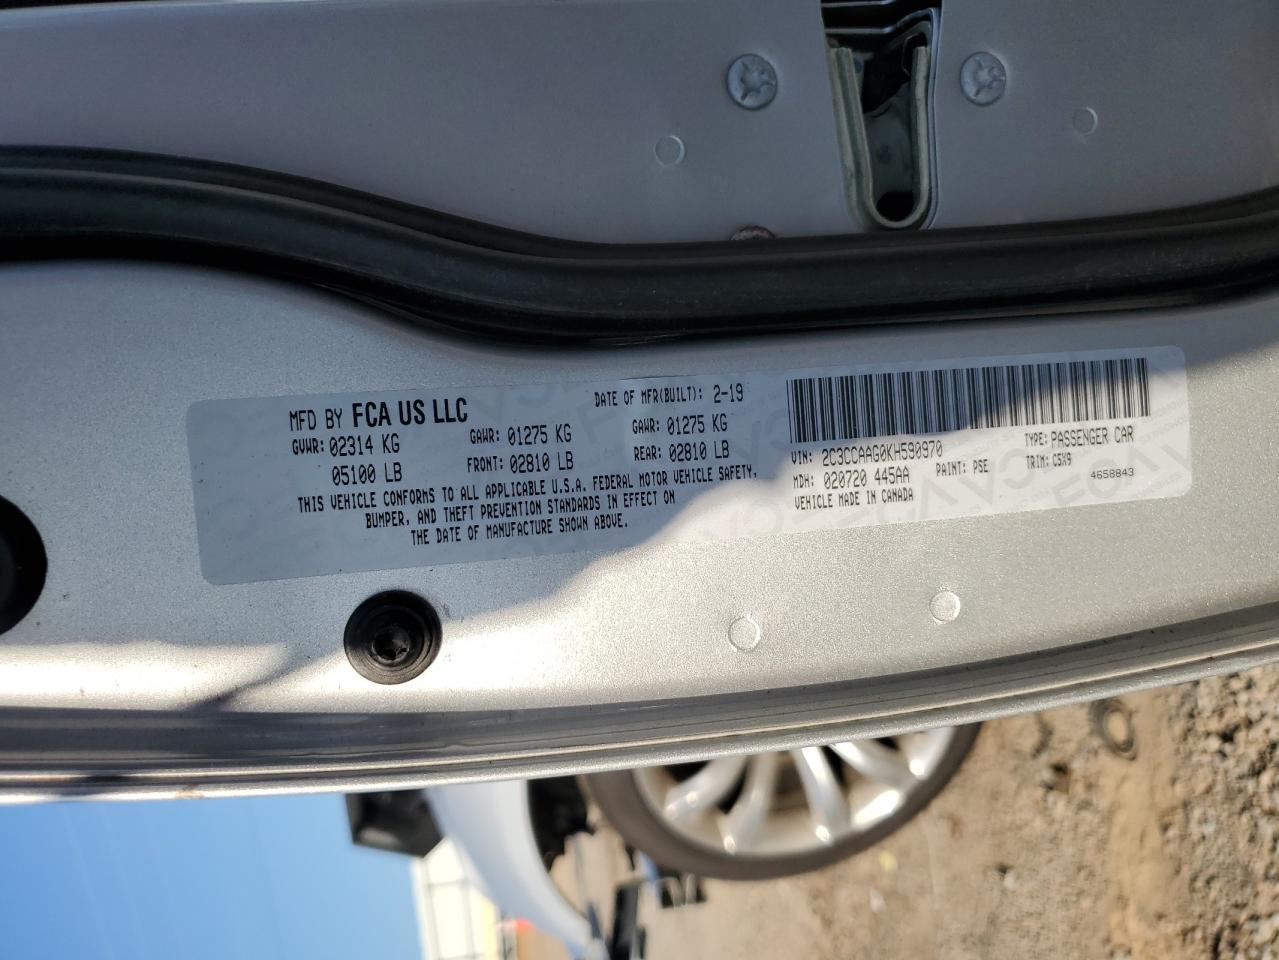 MFD BY FCA US LLC
DATE OF MFR(BUILT): 2-19
GVWR: 02314 KG GAWR: 01275 KG GAWR: 01275 KG
05100 LB FRONT: 02810 LB REAR: 02810 LB
THIS VEHICLE CONFORMS TO ALL APPLICABLE U.S.A. FEDERAL MOTOR VEHICLE SAFETY,
BUMPER, AND THEFT PREVENTION STANDARDS IN EFFECT ON
THE DATE OF MANUFACTURE SHOWN ABOVE.
VIN: 2C3CCAAG0KH590970 TYPE: PASSENGER CAR
MDH: 020720 445AA PAINT: PSE TRIM: C5X9
VEHICLE MADE IN CANADA 4658843